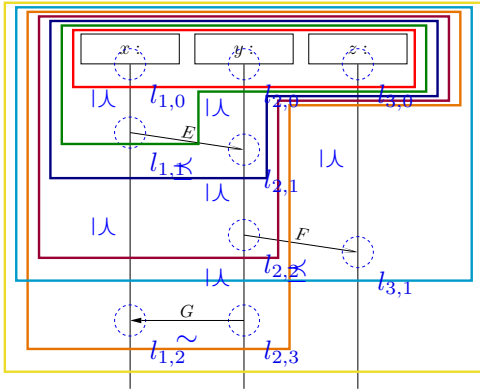 x : y : z :
l₁,₀ l₂,₀ l₃,₀
⪯ ⪯
E
l₁,₁ ⪯ l₂,₁ ⪯
⪯
⪯ F
l₂,₂ ⪯ l₃,₁
⪯
G
l₁,₂ ∼ l₂,₃